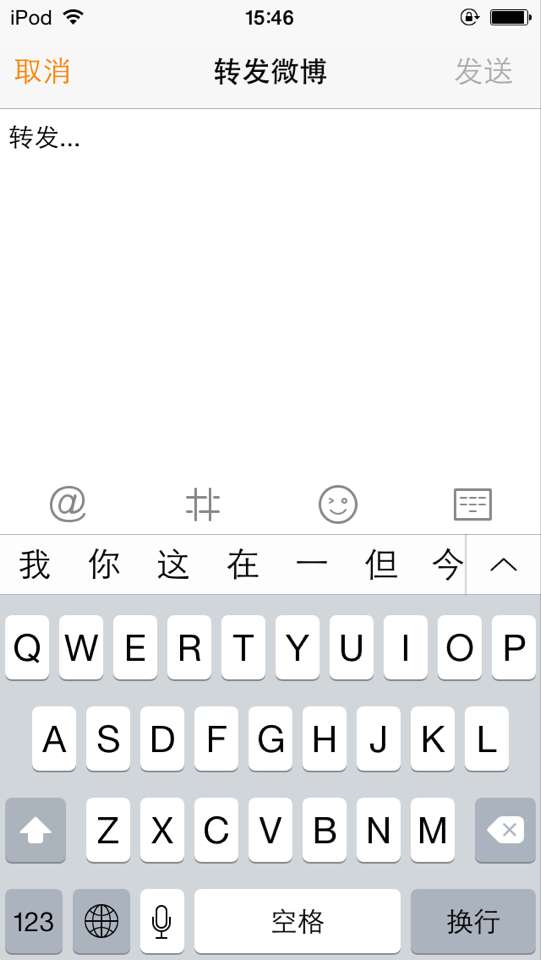 iPod 15:46
取消 转发微博 发送
转发...
@
我 你 这 在 一 但 今
Q W E R T Y U I O P
A S D F G H J K L
Z X C V B N M
123 空格 换行